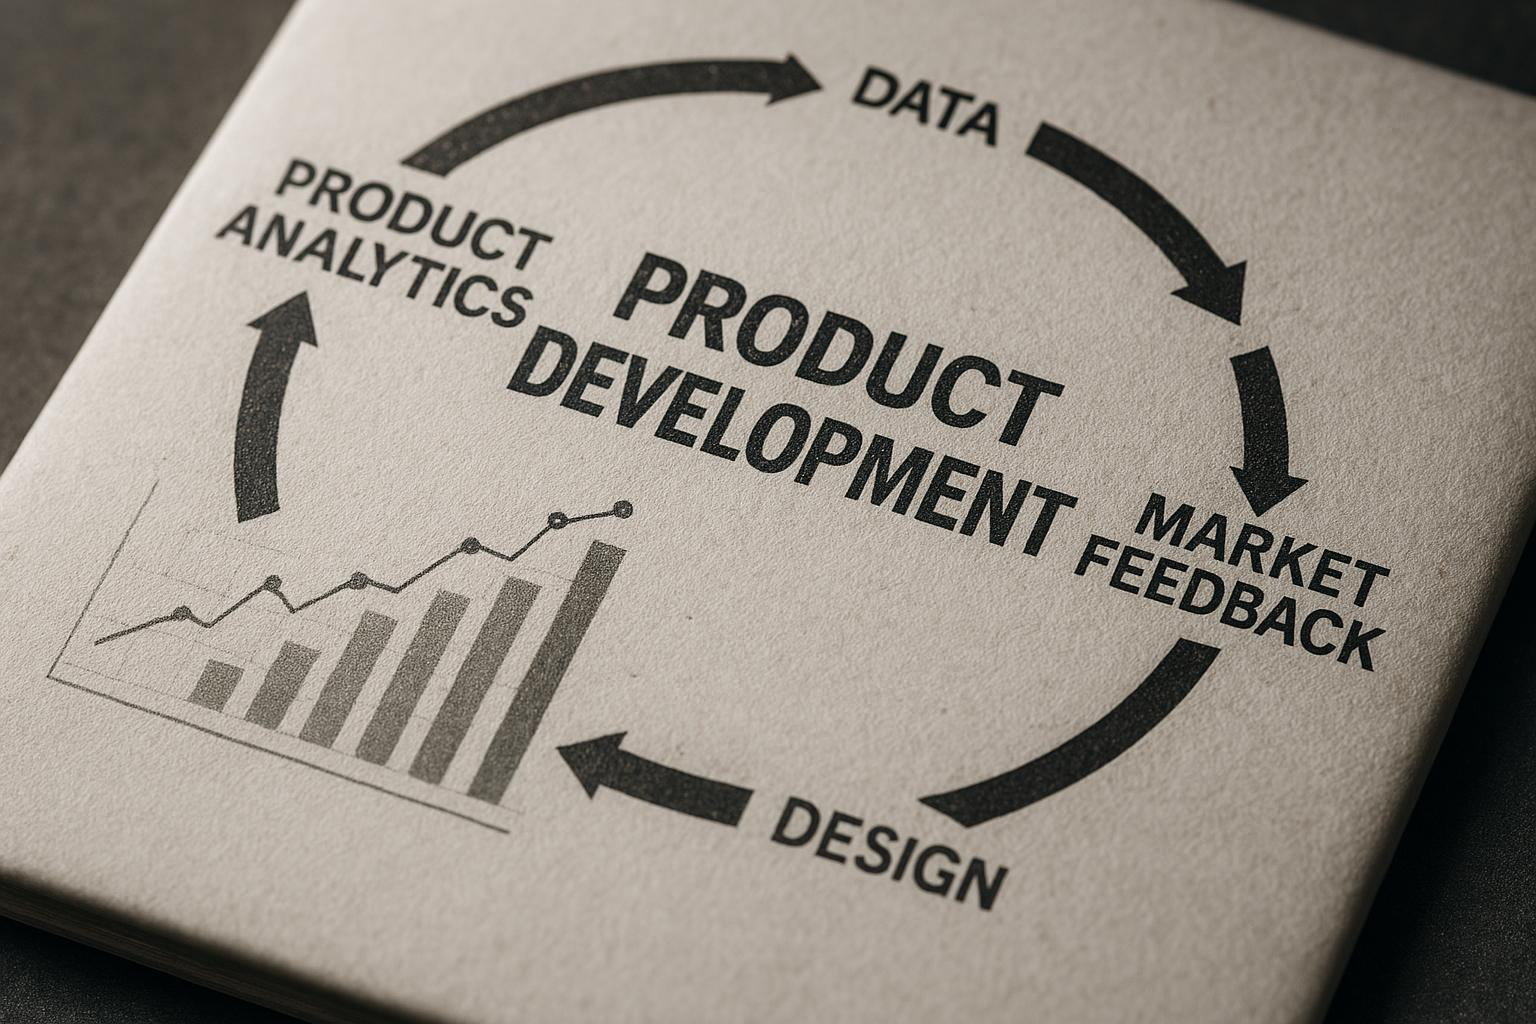 DATA
PRODUCT
ANALYTICS
PRODUCT
DEVELOPMENT
MARKET
FEEDBACK
DESIGN